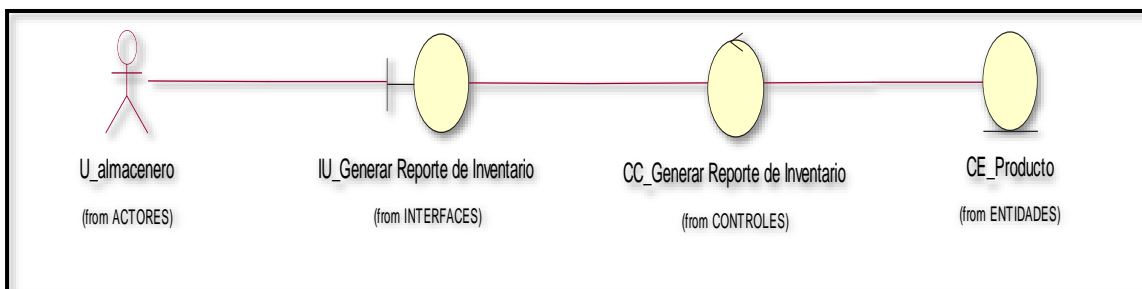 U_almacenero
IU_Generar Reporte de Inventario
CC_Generar Reporte de Inventario
CE_Producto
(from ACTORES)
(from INTERFACES)
(from CONTROLES)
(from ENTIDADES)